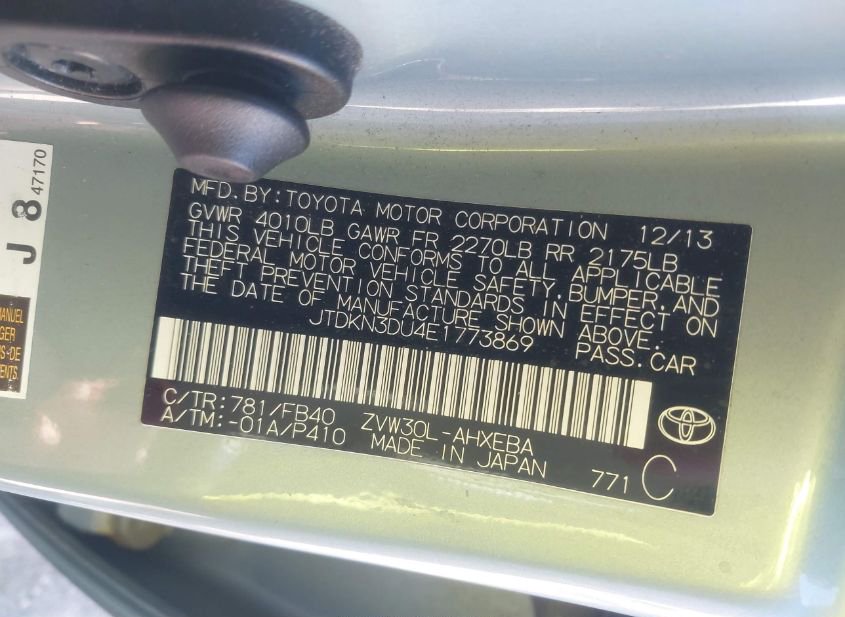 MFD. BY: TOYOTA MOTOR CORPORATION 12/13
GVWR 4010LB GAWR FR 2270LB RR 2175LB
THIS VEHICLE CONFORMS TO ALL APPLICABLE
FEDERAL MOTOR VEHICLE SAFETY, BUMPER, AND
THEFT PREVENTION STANDARDS IN EFFECT ON
THE DATE OF MANUFACTURE SHOWN ABOVE.
JTDKN3DU4E1773869 PASS.CAR
C/TR:781/FB40 ZVW30L-AHXEBA
A/TM:-01A/P410 MADE IN JAPAN
771 C
J 8
47170
MANUEL